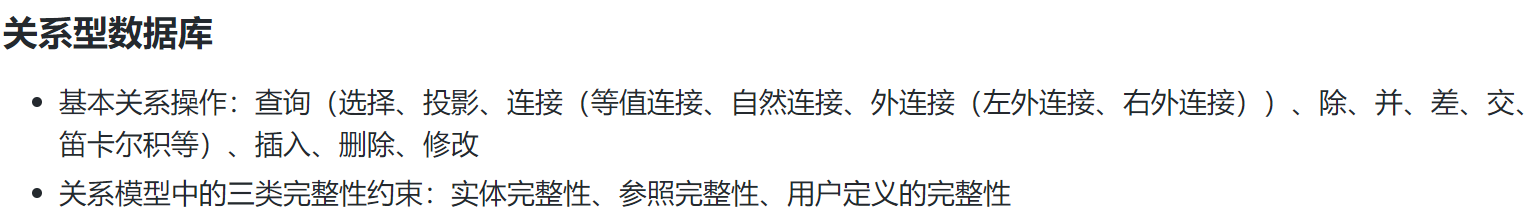 关系型数据库
基本关系操作：查询（选择、投影、连接（等值连接、自然连接、外连接（左外连接、右外连接））、除、并、差、交、
笛卡尔积等）、插入、删除、修改
关系模型中的三类完整性约束：实体完整性、参照完整性、用户定义的完整性